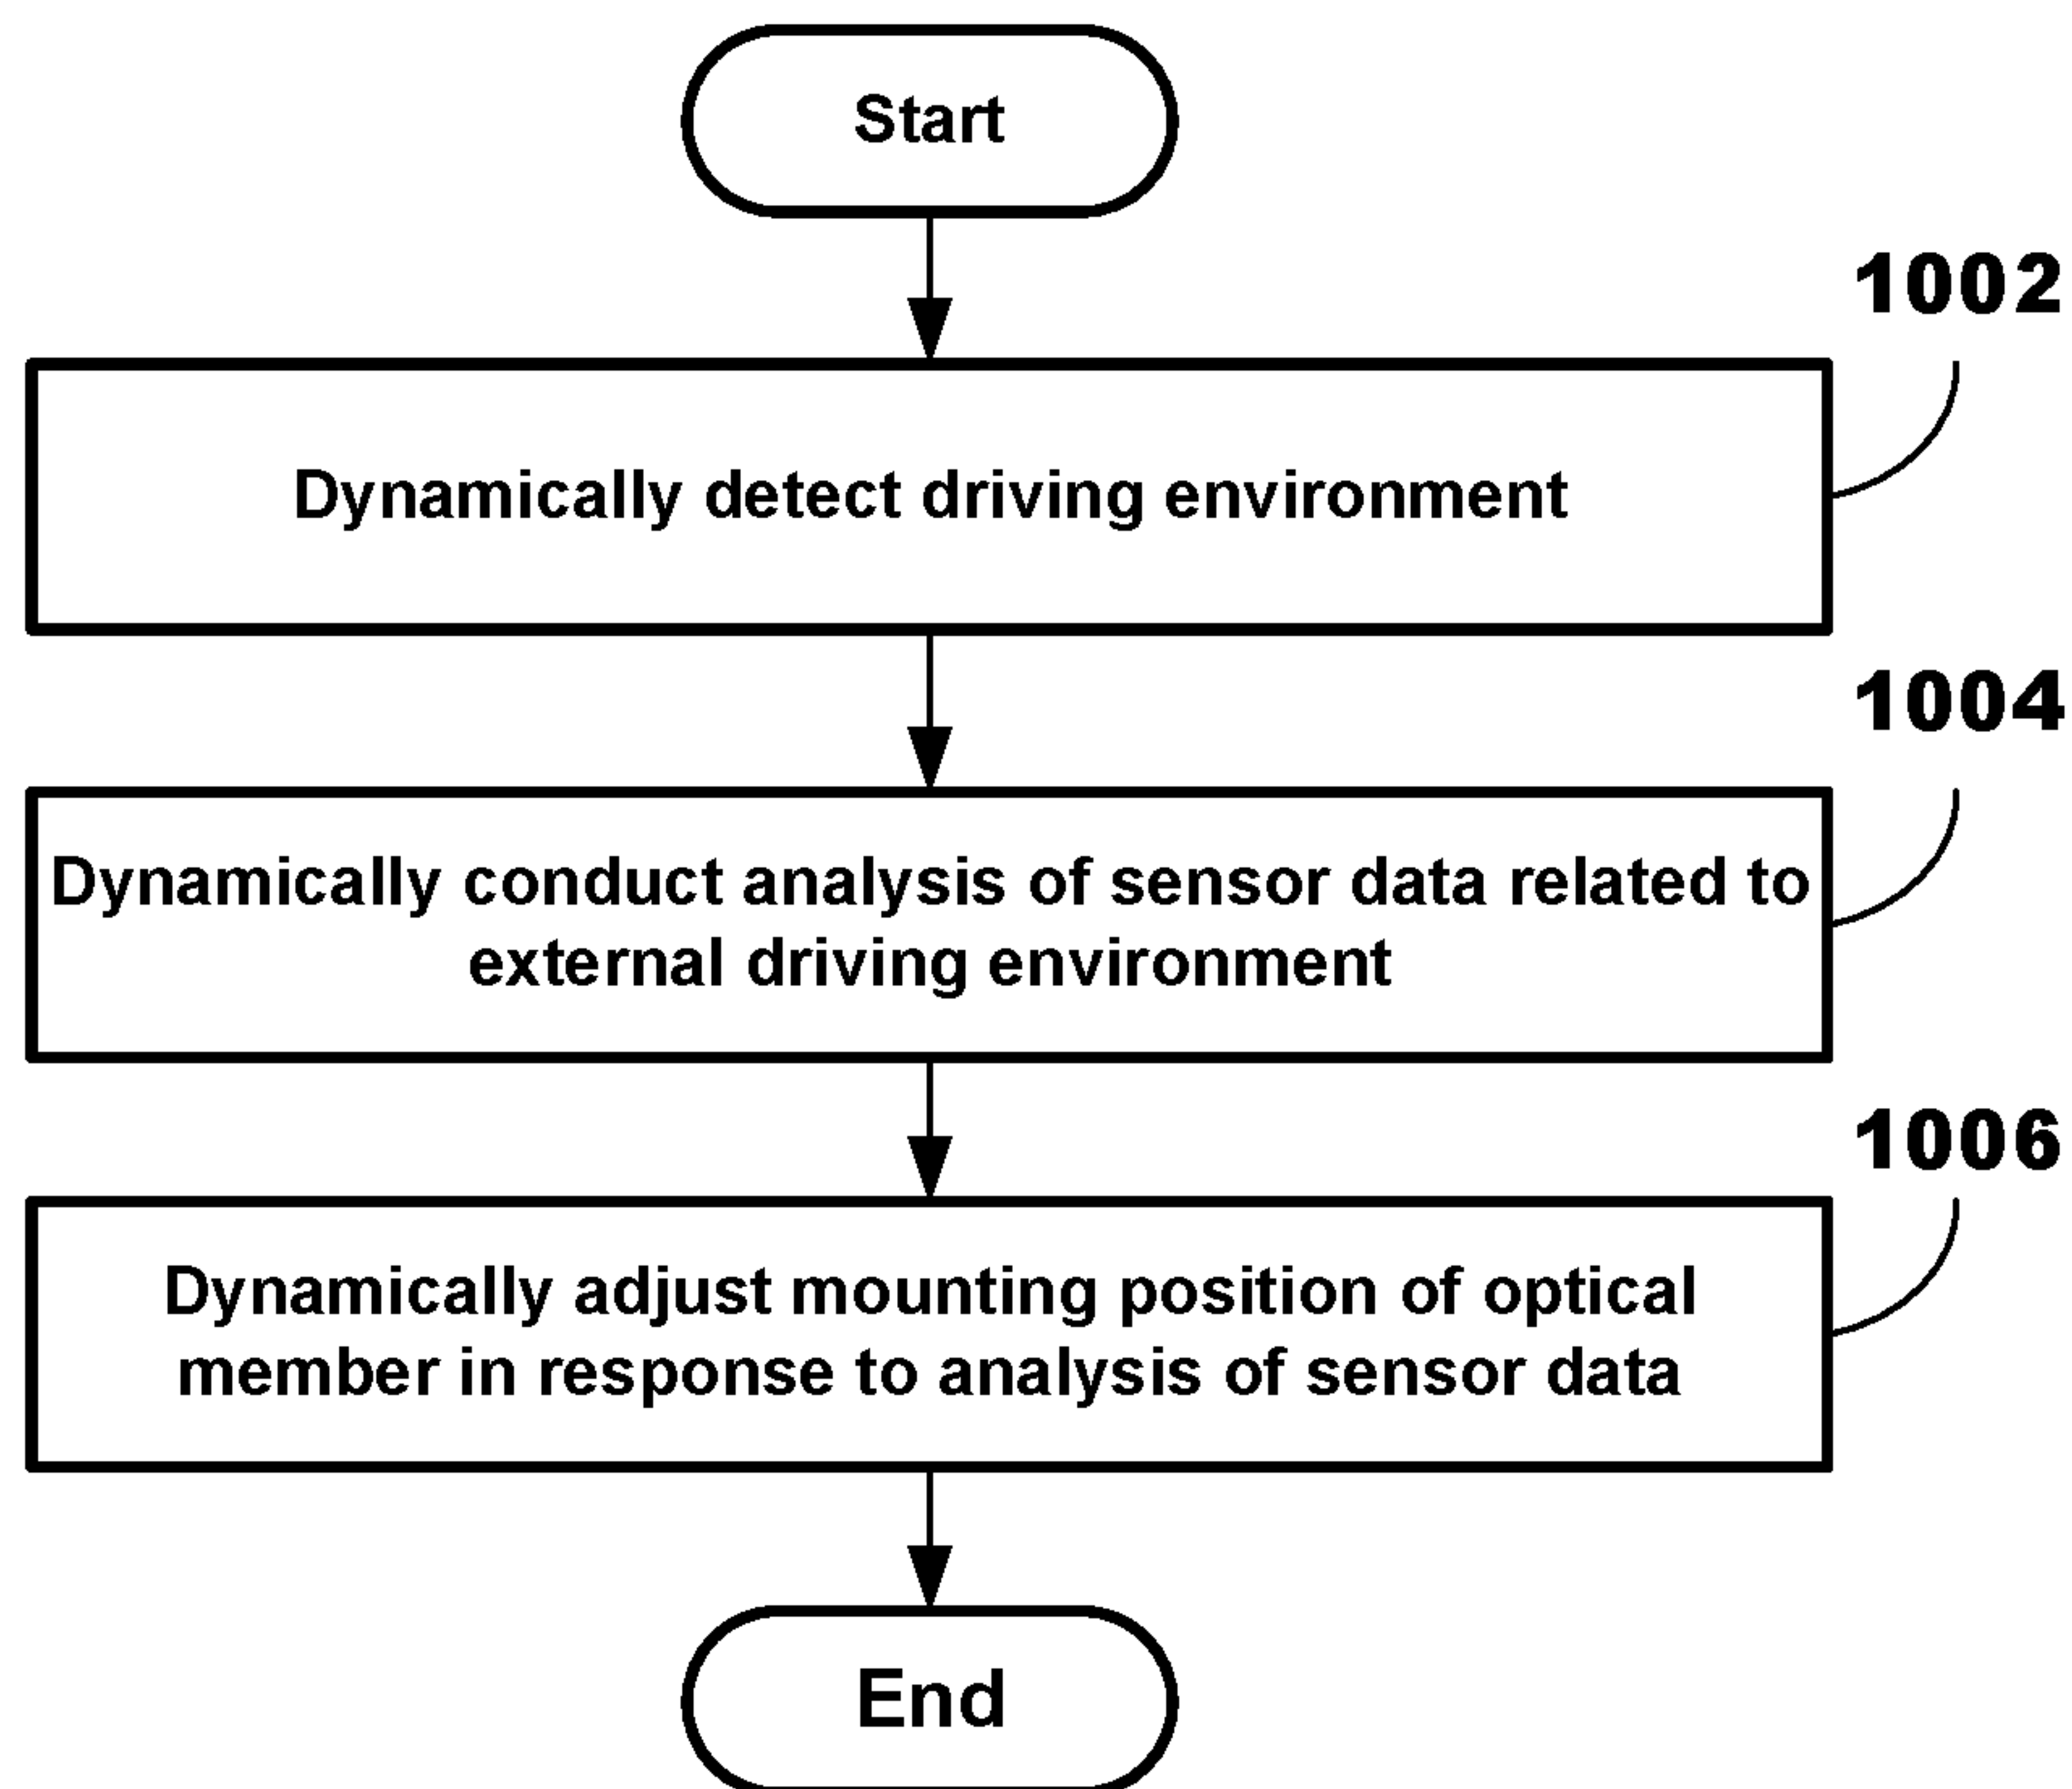 Start
1002
Dynamically detect driving environment
1004
Dynamically conduct analysis of sensor data related to
external driving environment
1006
Dynamically adjust mounting position of optical
member in response to analysis of sensor data
End